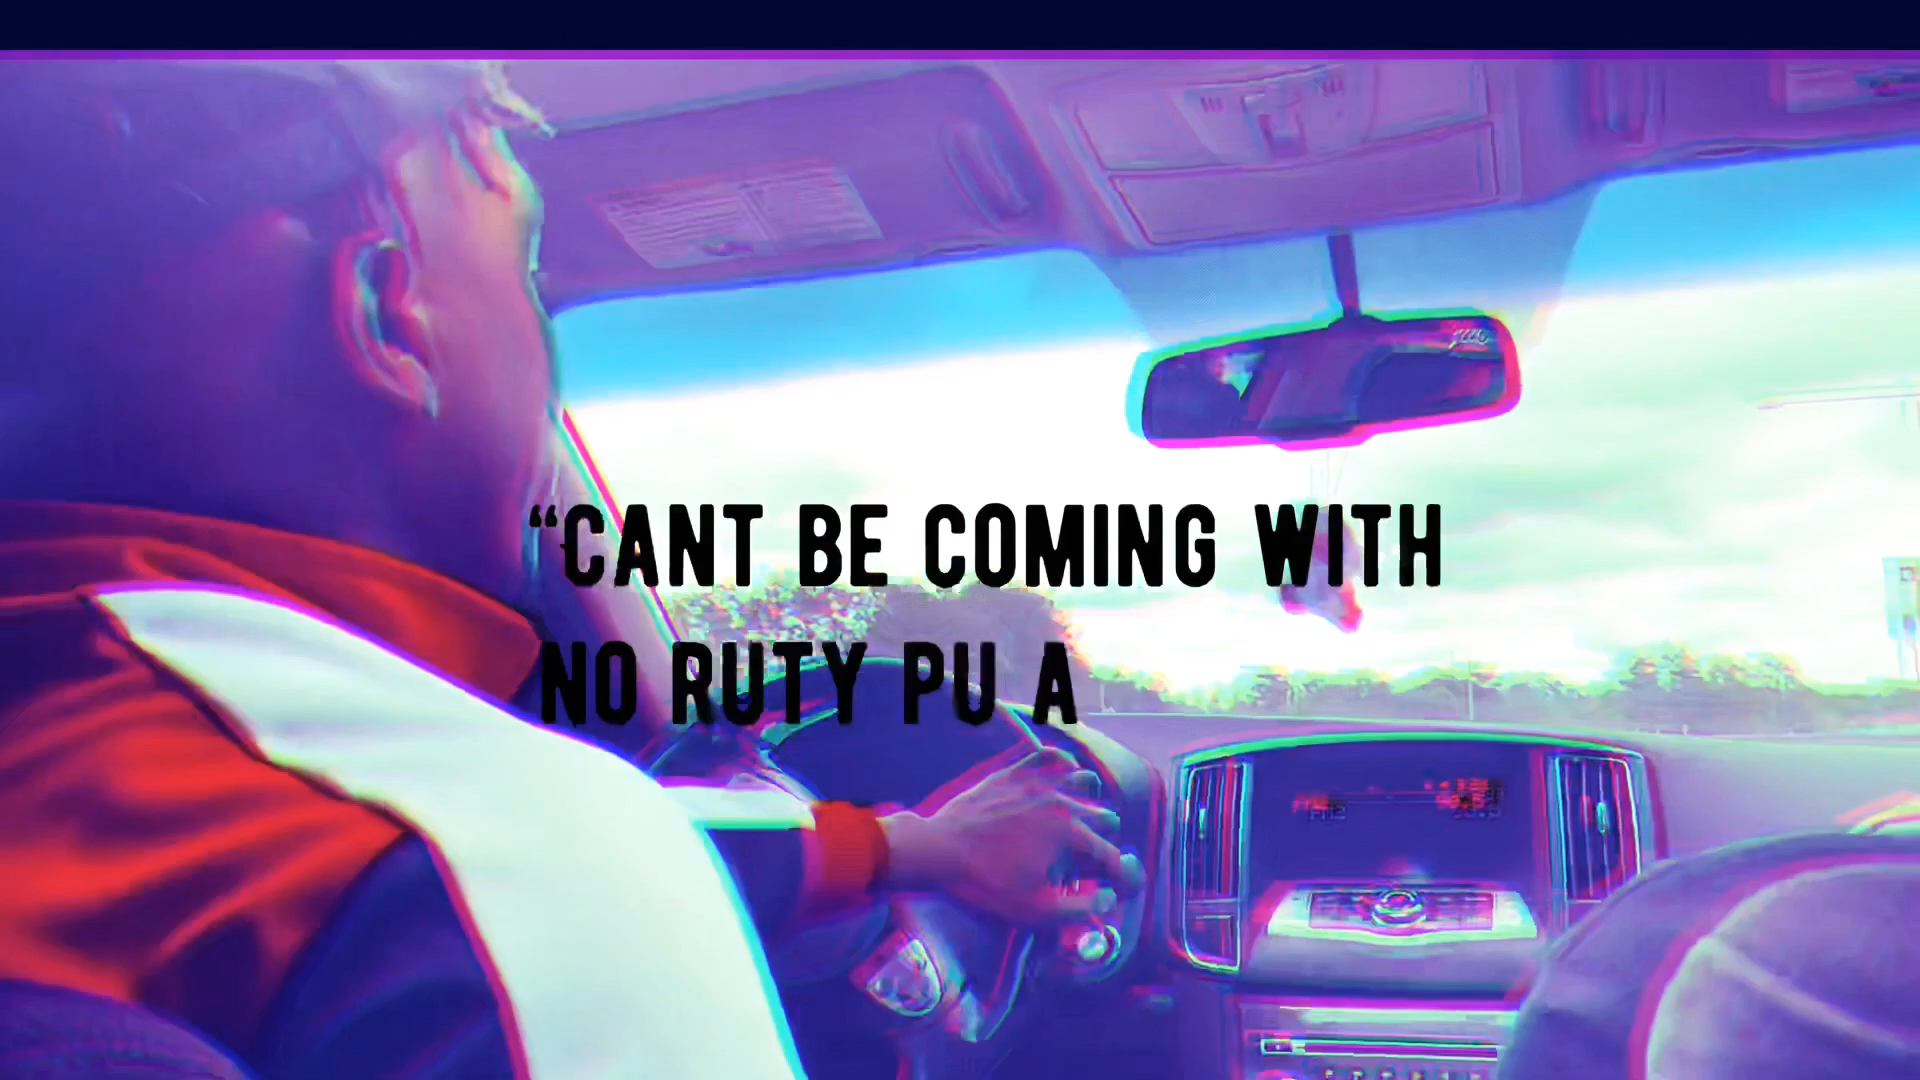 “CANT BE COMING WITH
NO RUTY PU A